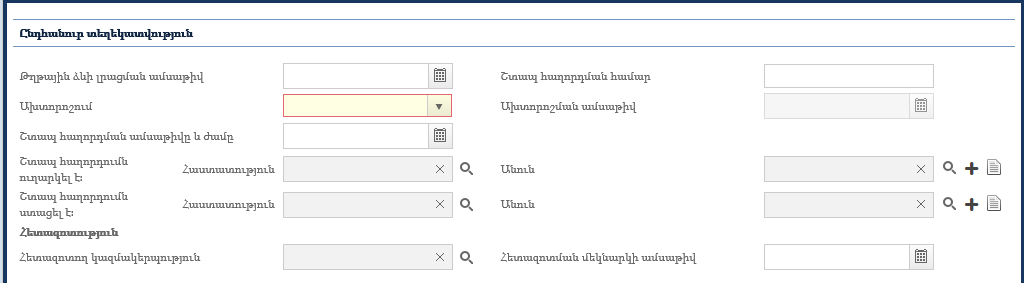 Ընդհանուր տեղեկատվություն
Թղթային ձևի լրացման ամսաթիվ
Շտապ հաղորդման համար
Ախտորոշում
Ախտորոշման ամսաթիվ
Շտապ հաղորդման ամսաթիվը և ժամը
Շտապ հաղորդումն
ուղարկել է:
Հաստատություն
Անուն
Շտապ հաղորդումն
ստացել է:
Հաստատություն
Անուն
Հետազոտություն
Հետազոտող կազմակերպություն
Հետազոտման մեկնարկի ամսաթիվ